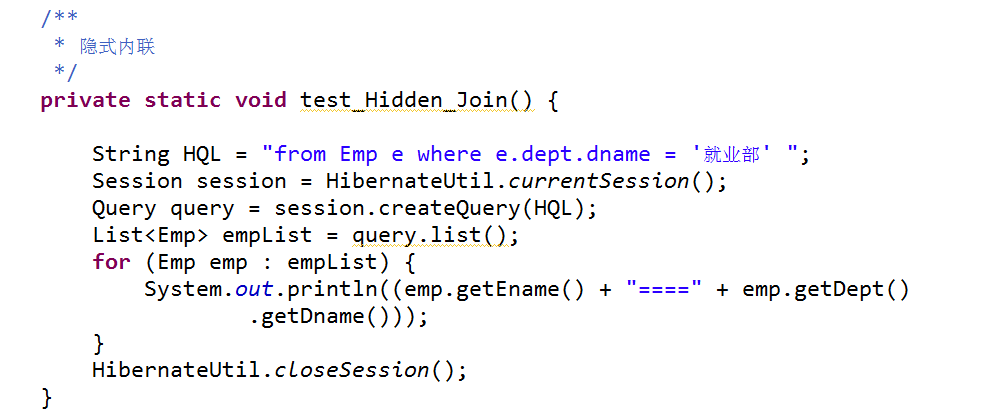 /**
 * 隐式内联
 */
private static void test_Hidden_Join() {
    String HQL = "from Emp e where e.dept.dname = '就业部' ";
    Session session = HibernateUtil.currentSession();
    Query query = session.createQuery(HQL);
    List<Emp> empList = query.list();
    for (Emp emp : empList) {
        System.out.println((emp.getEname() + "====" + emp.getDept()
                .getDname()));
    }
    HibernateUtil.closeSession();
}